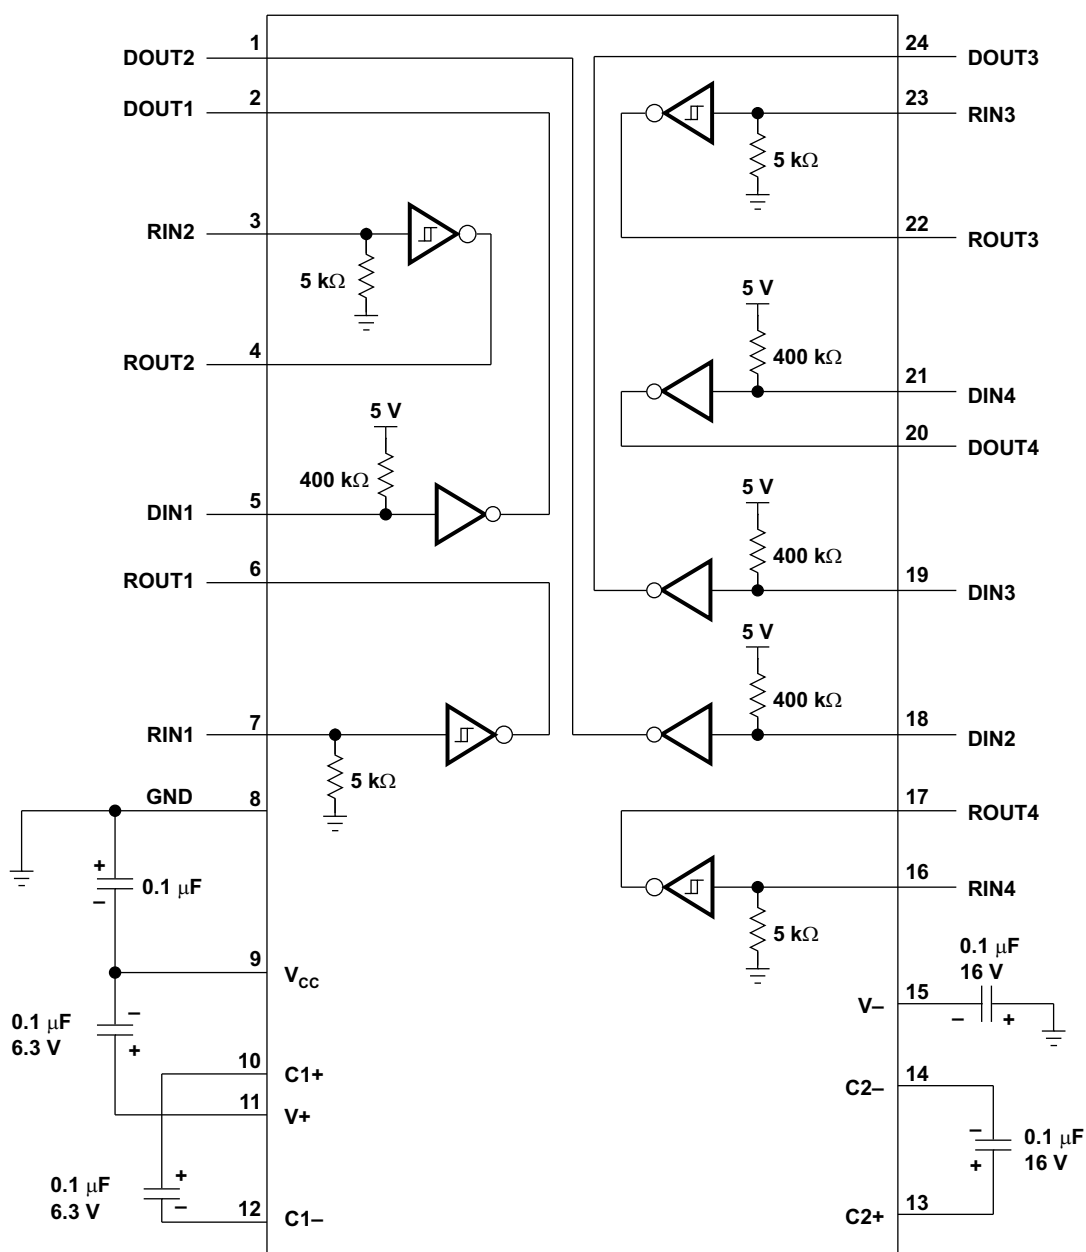 1
DOUT2
2
DOUT1
3
RIN2
5 kΩ
4
ROUT2
5 V
400 kΩ
5
DIN1
6
ROUT1
7
RIN1
5 kΩ
GND
8
+
0.1 μF
–
9
VCC
–
0.1 μF
6.3 V
+
10
C1+
11
V+
+
0.1 μF
6.3 V
–
12
C1–
24
DOUT3
23
RIN3
5 kΩ
22
ROUT3
5 V
400 kΩ
21
DIN4
20
DOUT4
5 V
400 kΩ
19
DIN3
5 V
400 kΩ
18
DIN2
17
ROUT4
16
RIN4
5 kΩ
0.1 μF
16 V
15
V–
– +
14
C2–
–
0.1 μF
16 V
+
13
C2+